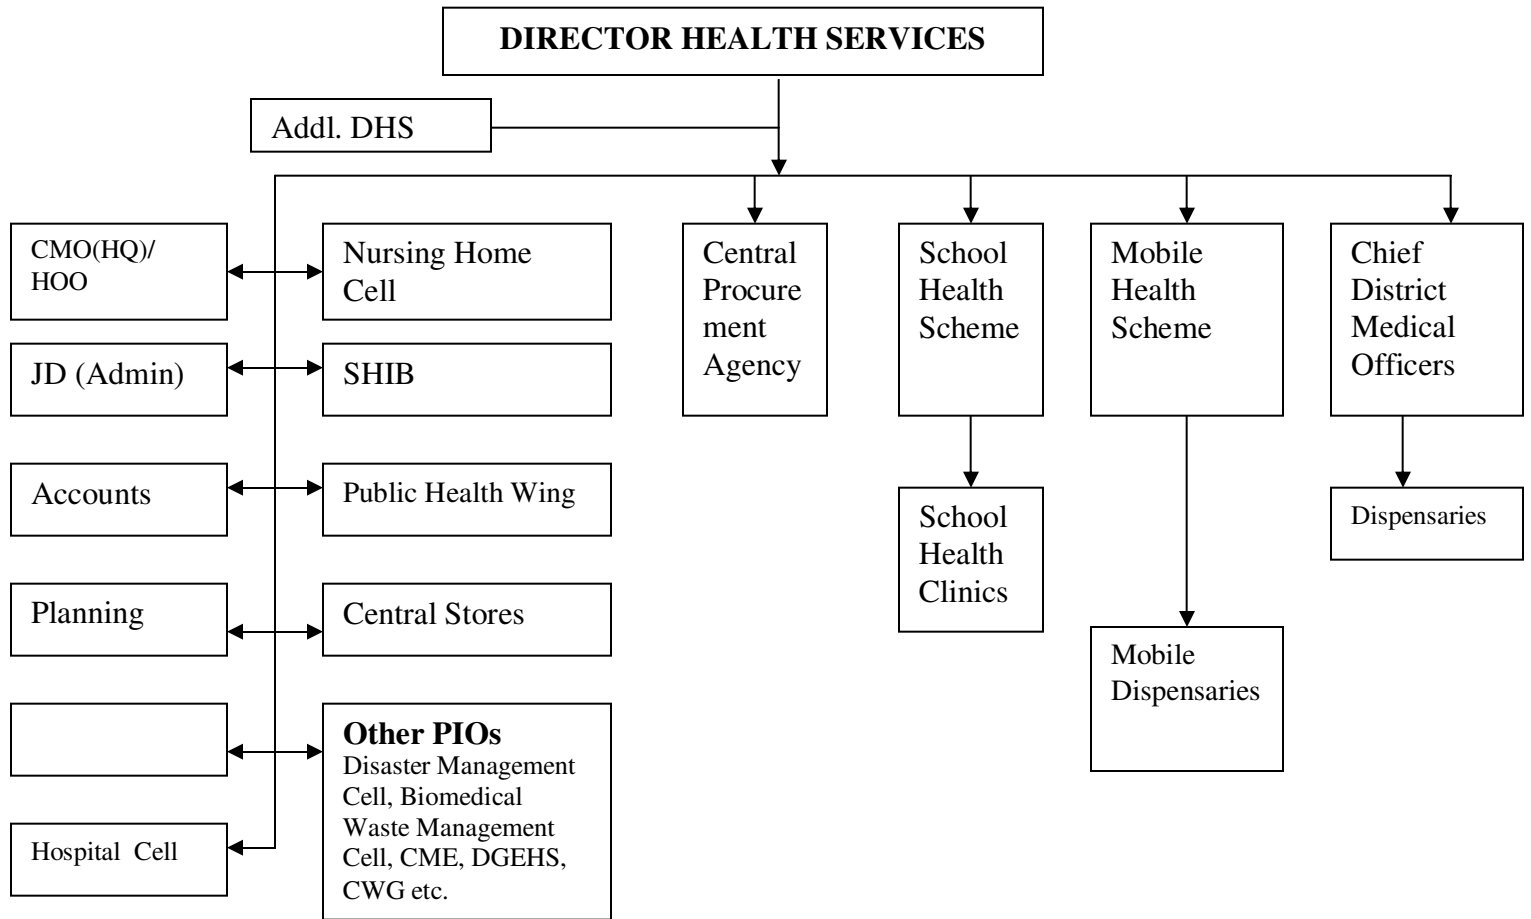 DIRECTOR HEALTH SERVICES
Addl. DHS
CMO(HQ)/
HOO
Nursing Home
Cell
Central
Procure
ment
Agency
School
Health
Scheme
Mobile
Health
Scheme
Chief
District
Medical
Officers
JD (Admin)
SHIB
Accounts
Public Health Wing
School
Health
Clinics
Dispensaries
Planning
Central Stores
Mobile
Dispensaries
Other PIOs
Disaster Management
Cell, Biomedical
Waste Management
Cell, CME, DGEHS,
CWG etc.
Hospital Cell